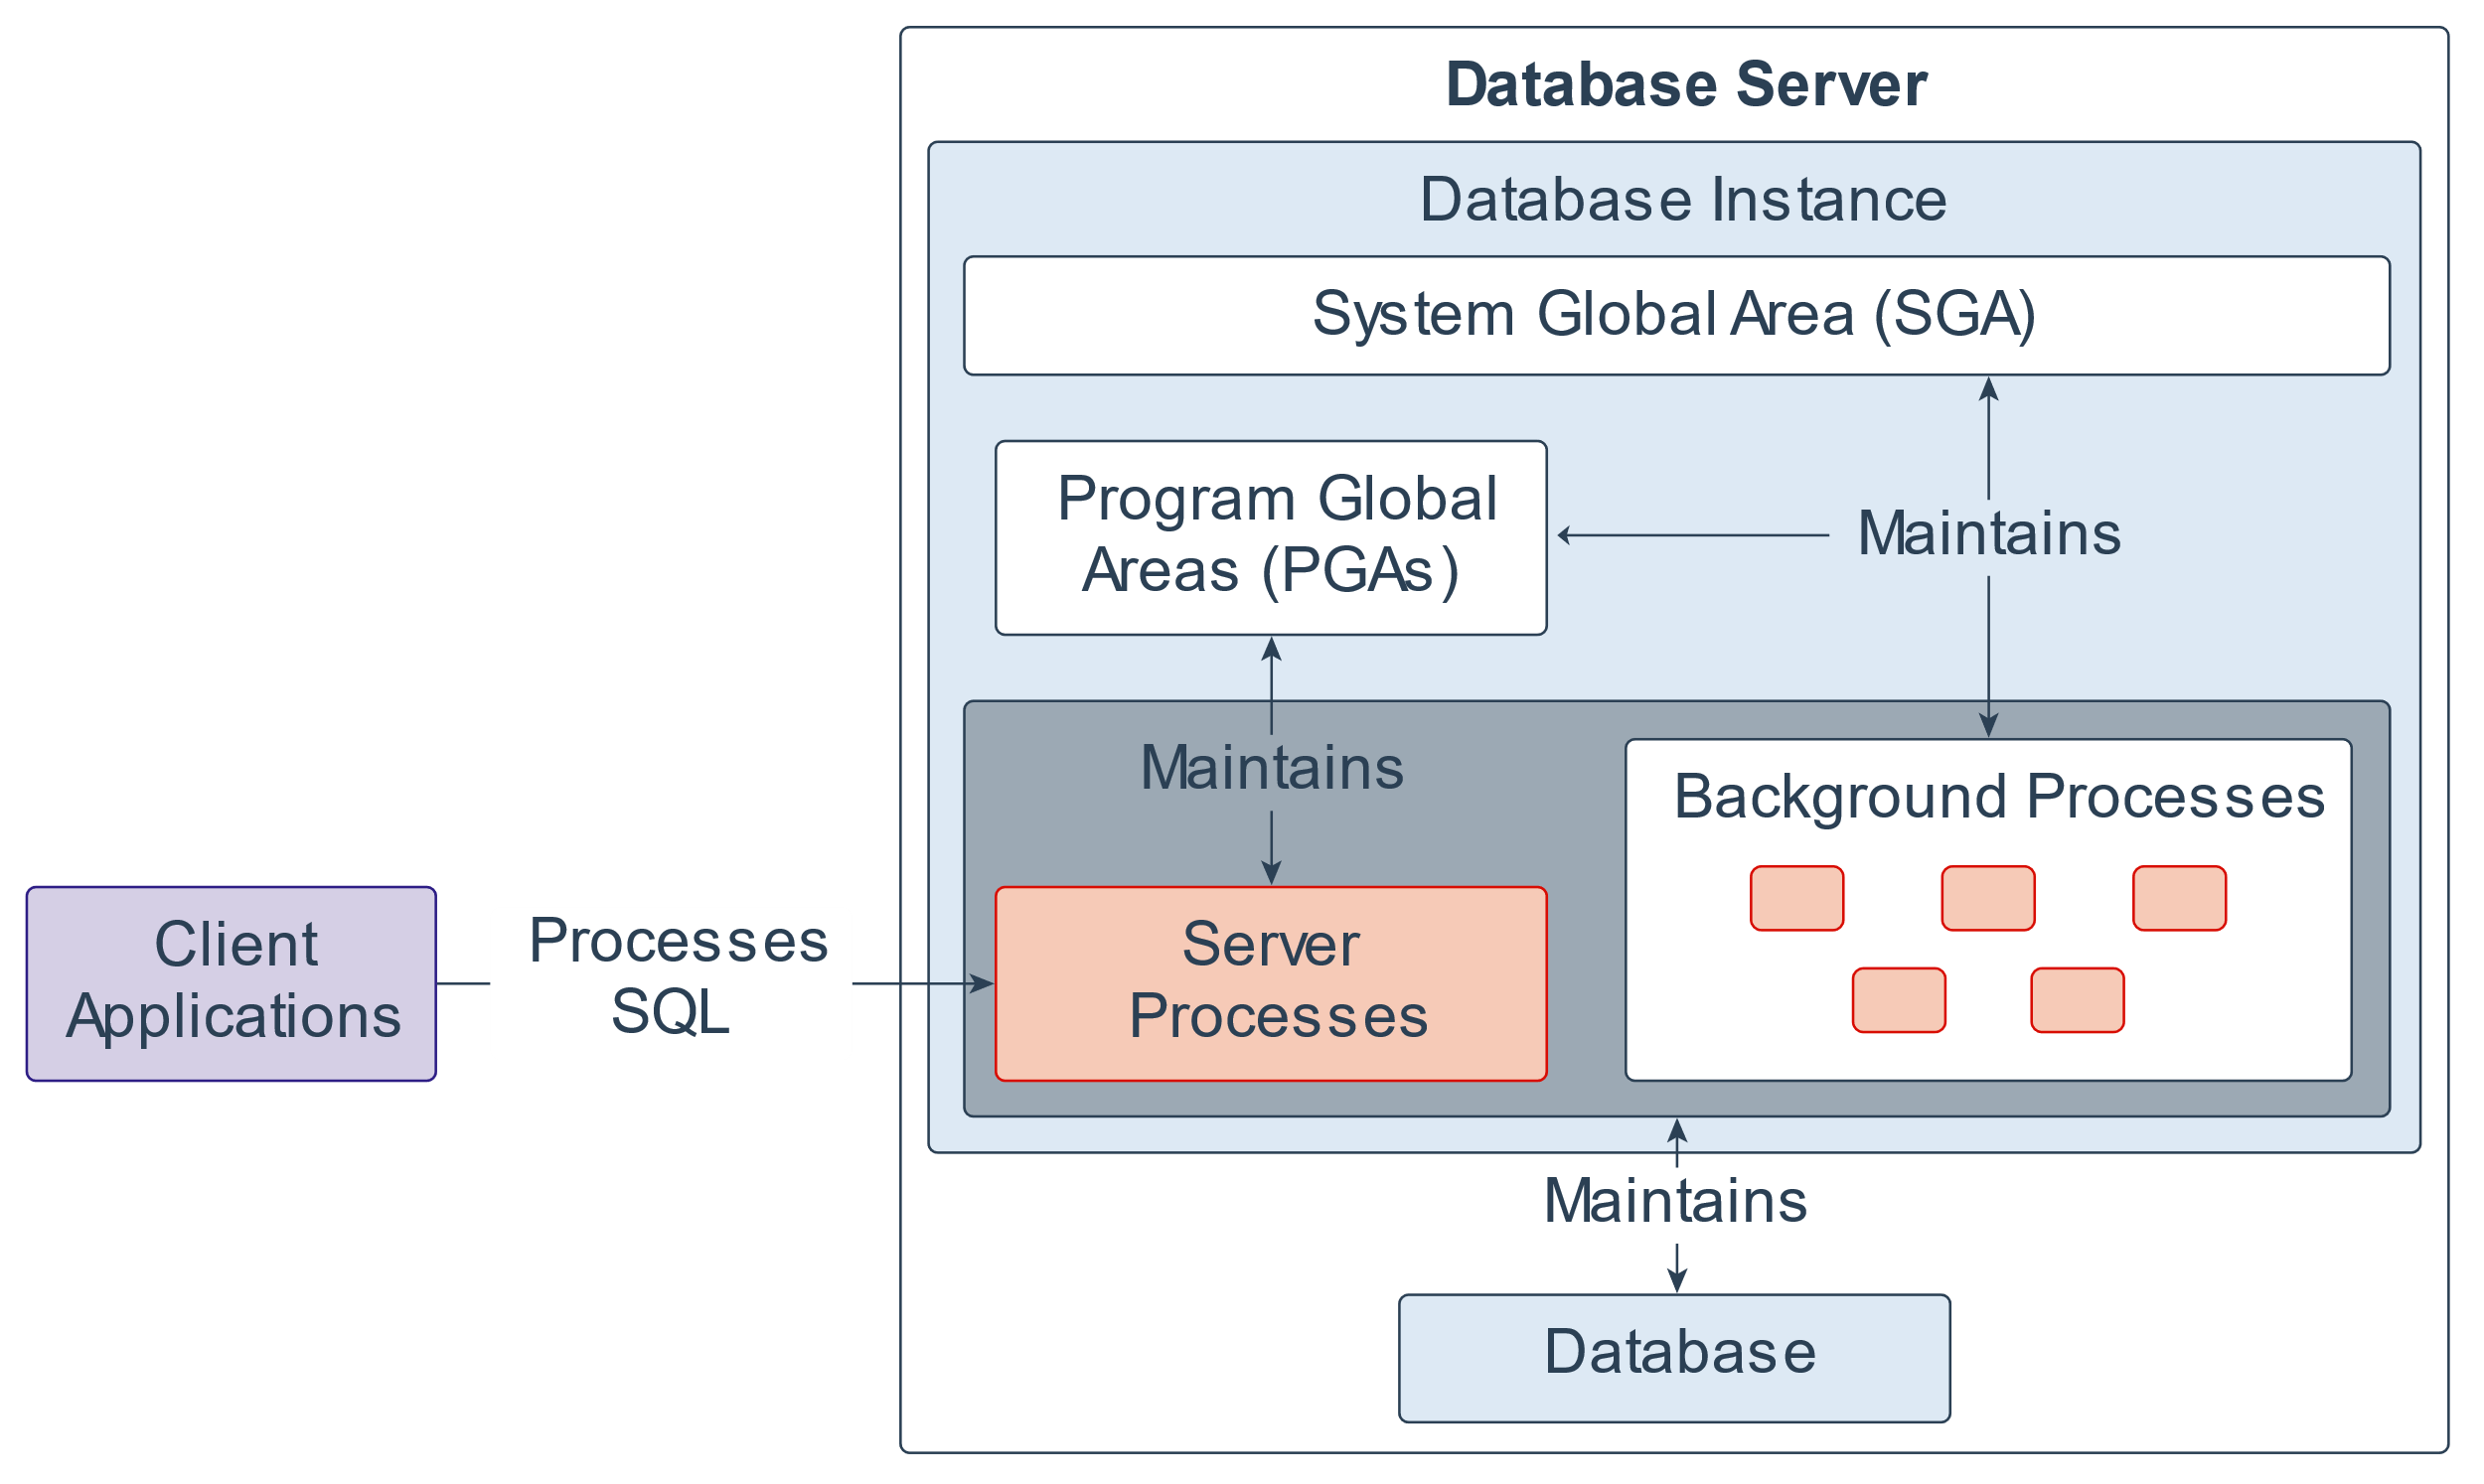 Database Server
Database Instance
System Global Area (SGA)
Program Global
Areas (PGAs)
Maintains
Maintains
Background Processes
Client
Applications
Processes
SQL
Server
Processes
Maintains
Database